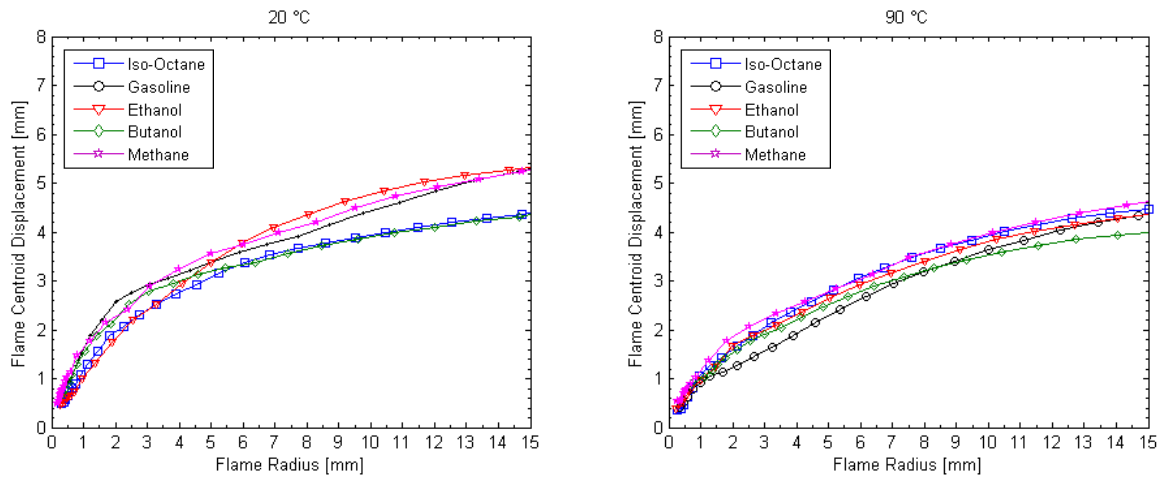 20 °C
8
7
6
5
4
3
2
1
0
Flame Centroid Displacement [mm]
Iso-Octane
Gasoline
Ethanol
Butanol
Methane
0 1 2 3 4 5 6 7 8 9 10 11 12 13 14 15
Flame Radius [mm]
90 °C
8
7
6
5
4
3
2
1
0
Flame Centroid Displacement [mm]
Iso-Octane
Gasoline
Ethanol
Butanol
Methane
0 1 2 3 4 5 6 7 8 9 10 11 12 13 14 15
Flame Radius [mm]